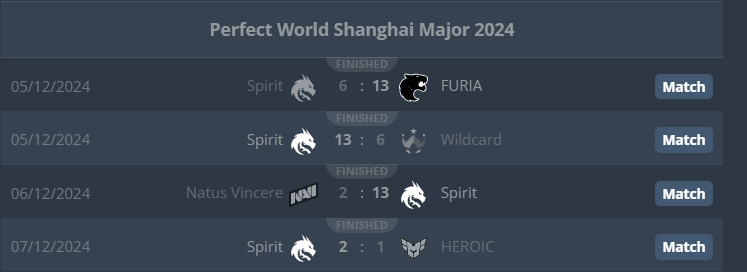 Perfect World Shanghai Major 2024
FINISHED
05/12/2024 Spirit 6 : 13 FURIA Match
FINISHED
05/12/2024 Spirit 13 : 6 Wildcard Match
FINISHED
06/12/2024 Natus Vincere 2 : 13 Spirit Match
FINISHED
07/12/2024 Spirit 2 : 1 HEROIC Match